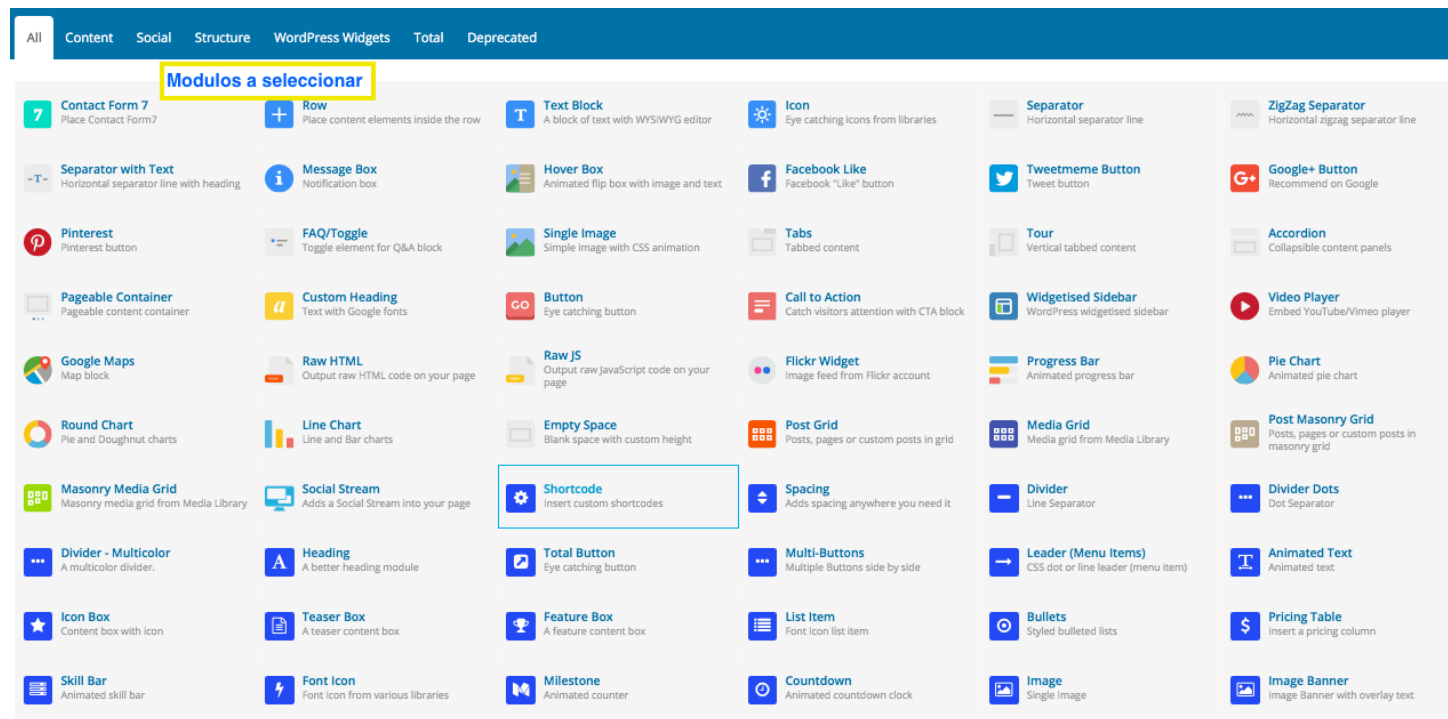 All Content Social Structure WordPress Widgets Total Deprecated
Modulos a seleccionar
7
Contact Form 7
Place Contact Form7
Row
Place content elements inside the row
T
Text Block
A block of text with WYSIWYG editor
Icon
Eye catching icons from libraries
Separator
Horizontal separator line
ZigZag Separator
Horizontal zigzag separator line
-T-
Separator with Text
Horizontal separator line with heading
i
Message Box
Notification box
Hover Box
Animated flip box with image and text
f
Facebook Like
Facebook "Like" button
Tweetmeme Button
Tweet button
G+
Google+ Button
Recommend on Google
Pinterest
Pinterest button
FAQ/Toggle
Toggle element for Q&A block
Single Image
Simple image with CSS animation
Tabs
Tabbed content
Tour
Vertical tabbed content
Accordion
Collapsible content panels
Pageable Container
Pageable content container
a
Custom Heading
Text with Google fonts
GO
Button
Eye catching button
Call to Action
Catch visitors attention with CTA block
Widgetised Sidebar
WordPress widgetised sidebar
Video Player
Embed YouTube/Vimeo player
Google Maps
Map block
Raw HTML
Output raw HTML code on your page
Raw JS
Output raw JavaScript code on your
page
Flickr Widget
Image feed from Flickr account
Progress Bar
Animated progress bar
Pie Chart
Animated pie chart
Round Chart
Pie and Doughnut charts
Line Chart
Line and Bar charts
Empty Space
Blank space with custom height
Post Grid
Posts, pages or custom posts in grid
Media Grid
Media grid from Media Library
Post Masonry Grid
Posts, pages or custom posts in
masonry grid
Masonry Media Grid
Masonry media grid from Media Library
Social Stream
Adds a Social Stream into your page
Shortcode
Insert custom shortcodes
Spacing
Adds spacing anywhere you need it
Divider
Line Separator
Divider Dots
Dot Separator
Divider - Multicolor
A multicolor divider.
A
Heading
A better heading module
Total Button
Eye catching button
Multi-Buttons
Multiple Buttons side by side
Leader (Menu Items)
CSS dot or line leader (menu item)
T
Animated Text
Animated text
Icon Box
Content box with icon
Teaser Box
A teaser content box
Feature Box
A feature content box
List Item
Font Icon list item
Bullets
Styled bulleted lists
$
Pricing Table
Insert a pricing column
Skill Bar
Animated skill bar
Font Icon
Font Icon from various libraries
Milestone
Animated counter
Countdown
Animated countdown clock
Image
Single Image
Image Banner
Image Banner with overlay text